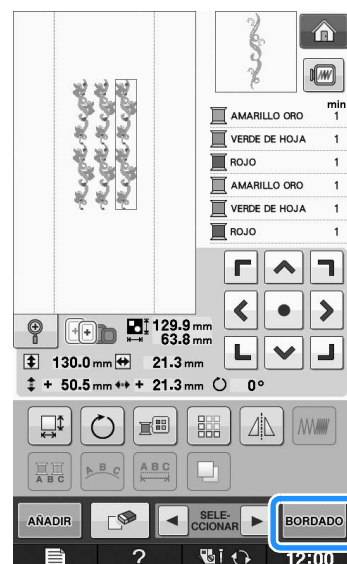 min
AMARILLO ORO 1
VERDE DE HOJA 1
ROJO 1
AMARILLO ORO 1
VERDE DE HOJA 1
ROJO 1
129.9 mm
63.8 mm
130.0 mm 21.3 mm
+ 50.5 mm + 21.3 mm 0°
A B C A B C A B C
AÑADIR SELE-
CCIONAR BORDADO
? 12:00